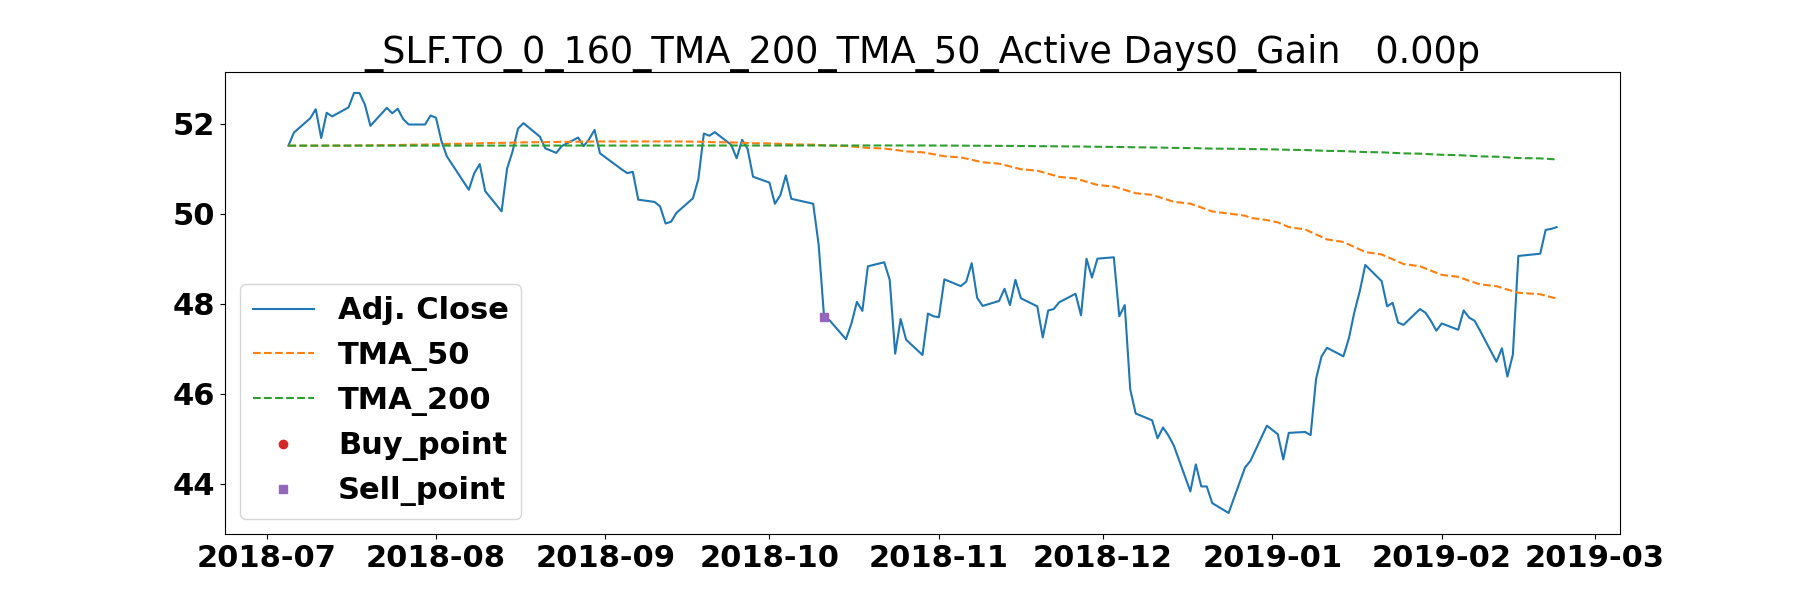 _SLF.TO_0_160_TMA_200_TMA_50_Active Days0_Gain   0.00p
52
50
48
46
44
Adj. Close
TMA_50
TMA_200
Buy_point
Sell_point
2018-07 2018-08 2018-09 2018-10 2018-11 2018-12 2019-01 2019-02 2019-03